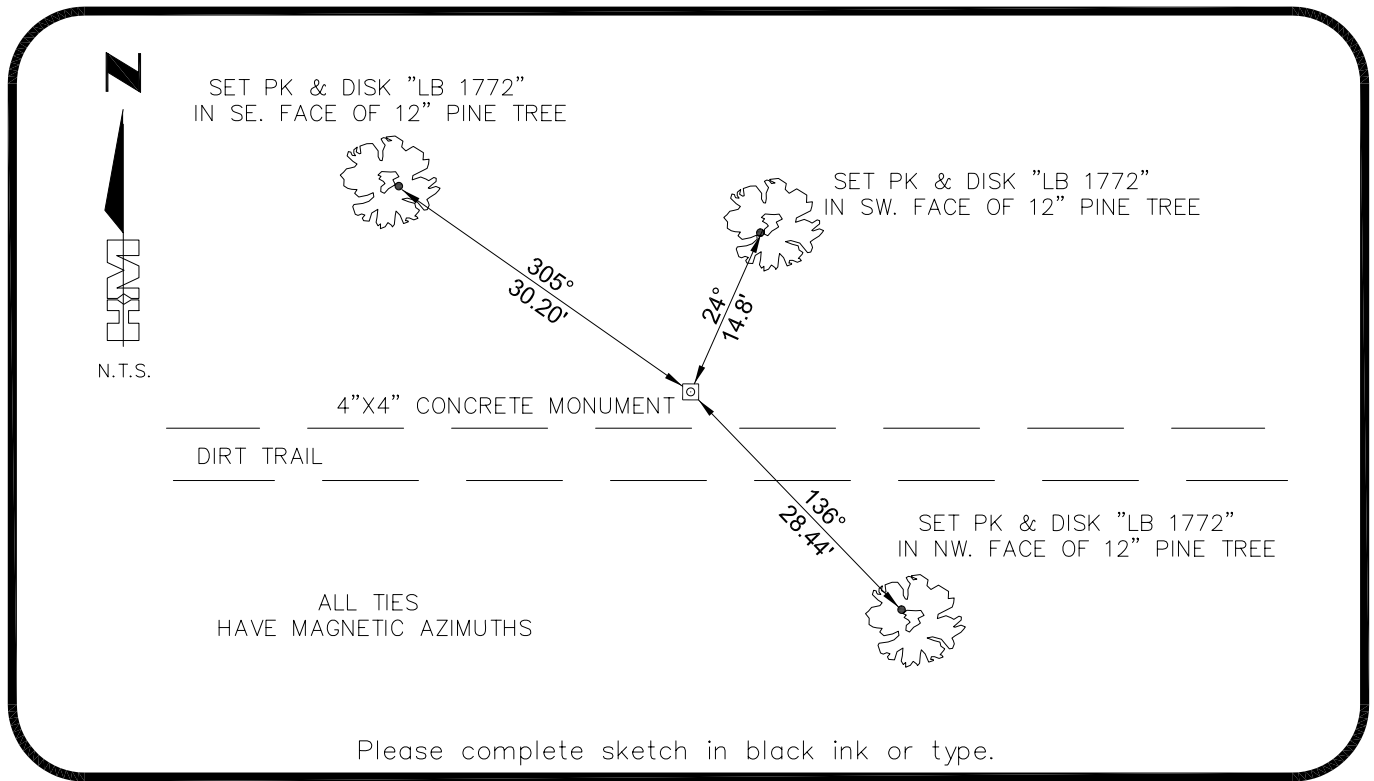 N
SET PK & DISK ”LB 1772”
IN SE. FACE OF 12” PINE TREE
SET PK & DISK ”LB 1772”
IN SW. FACE OF 12” PINE TREE
305°
30.20'
24°
14.8'
N.T.S.
4”X4” CONCRETE MONUMENT
DIRT TRAIL
136°
28.44'
SET PK & DISK ”LB 1772”
IN NW. FACE OF 12” PINE TREE
ALL TIES
HAVE MAGNETIC AZIMUTHS
Please complete sketch in black ink or type.